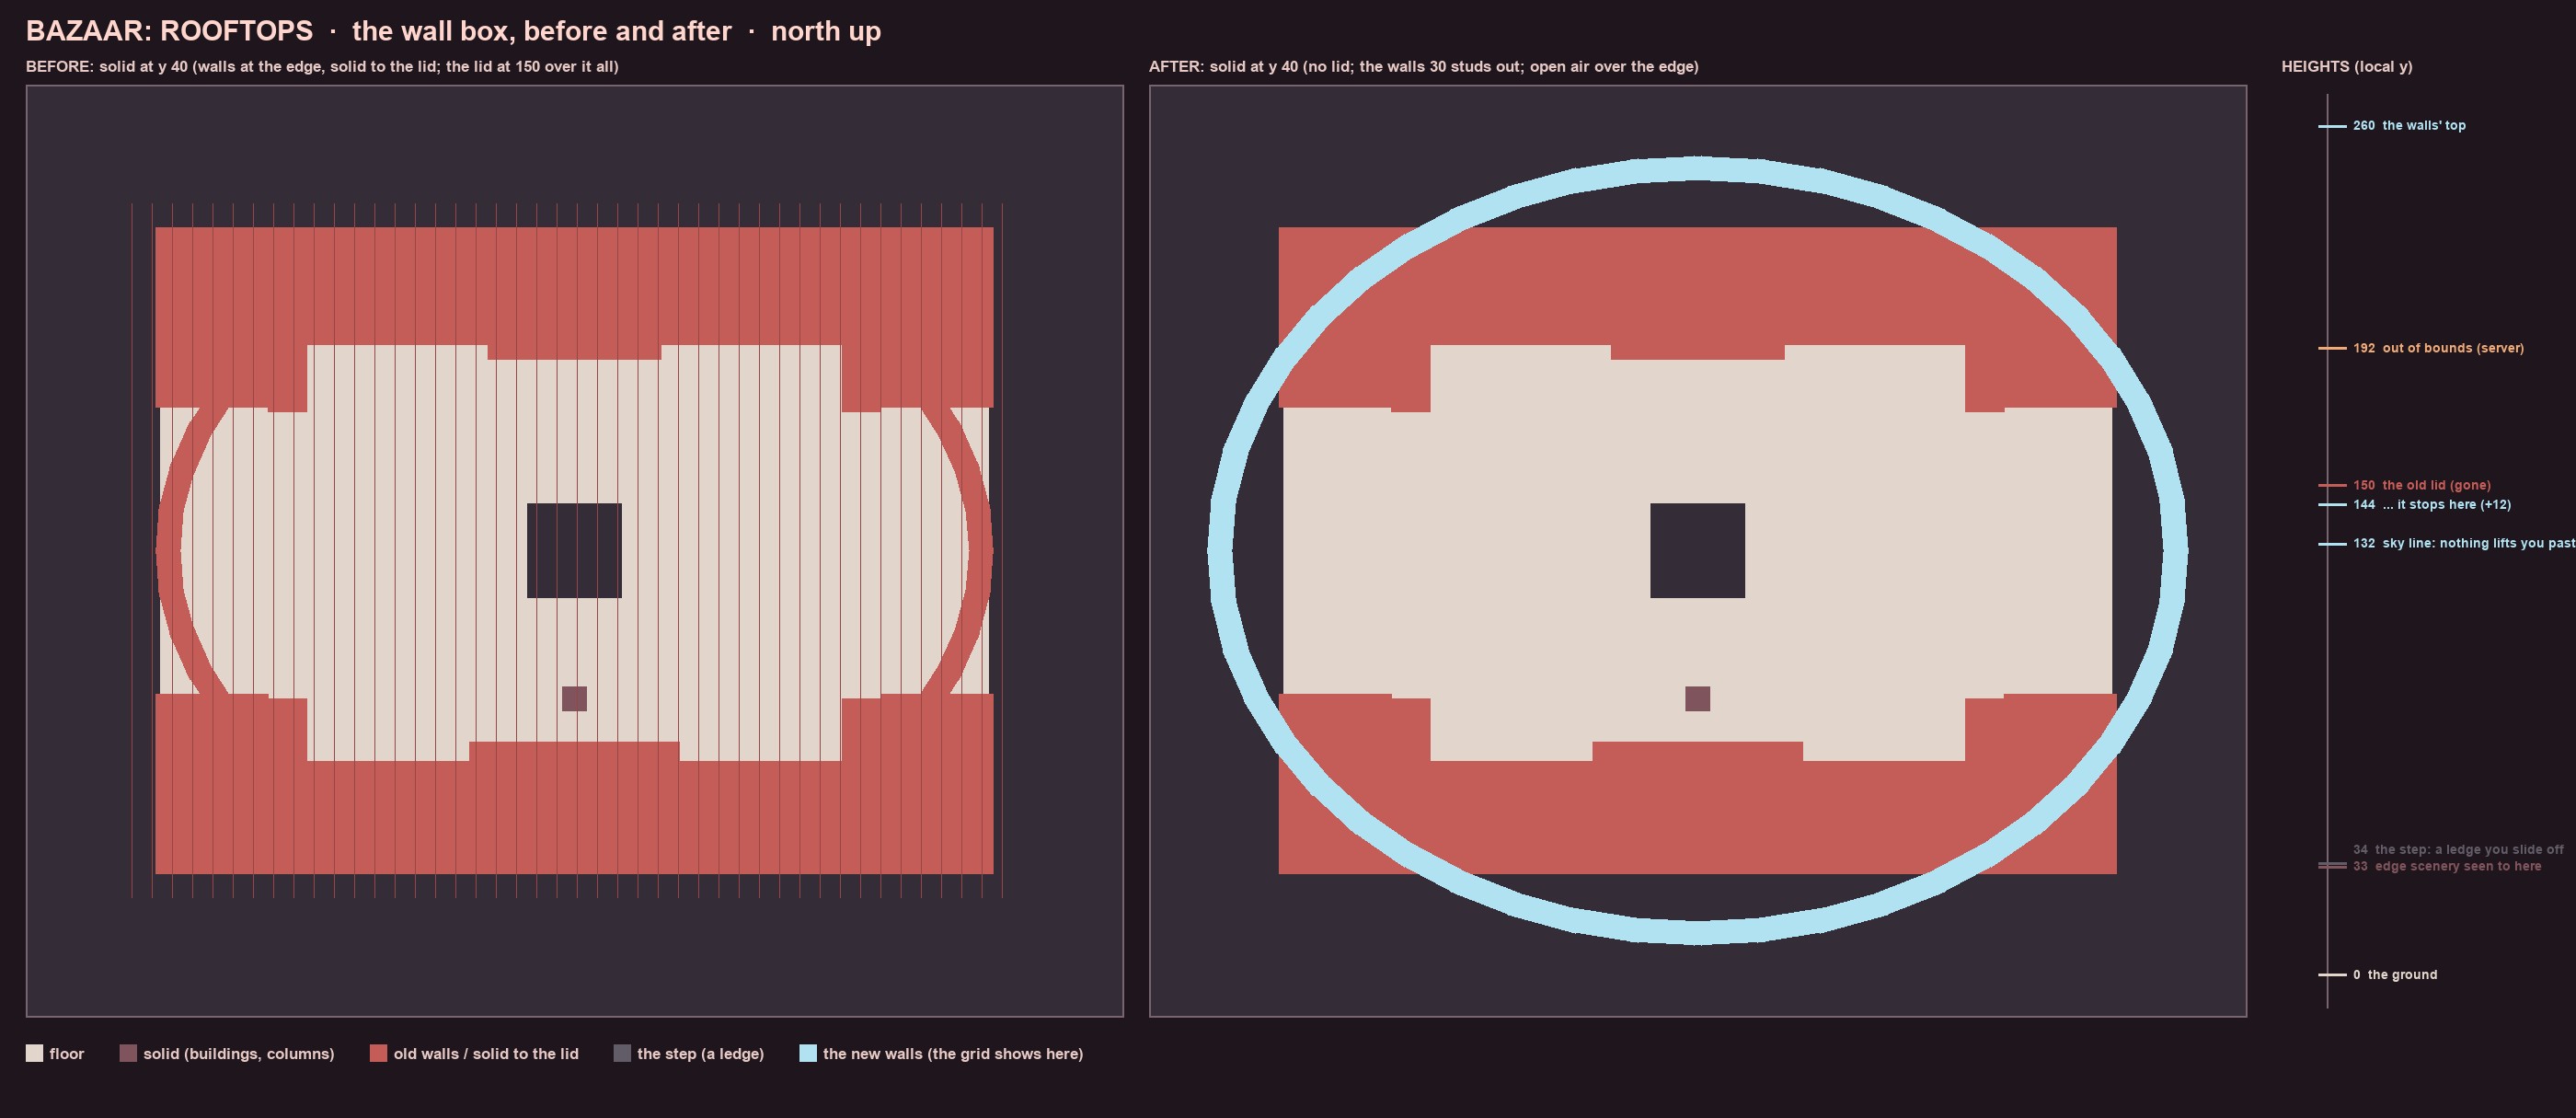 BAZAAR: ROOFTOPS · the wall box, before and after · north up
BEFORE: solid at y 40 (walls at the edge, solid to the lid; the lid at 150 over it all)
AFTER: solid at y 40 (no lid; the walls 30 studs out; open air over the edge)
HEIGHTS (local y)
260 the walls' top
192 out of bounds (server)
150 the old lid (gone)
144 ... it stops here (+12)
132 sky line: nothing lifts you past
34 the step: a ledge you slide off
33 edge scenery seen to here
0 the ground
floor
solid (buildings, columns)
old walls / solid to the lid
the step (a ledge)
the new walls (the grid shows here)